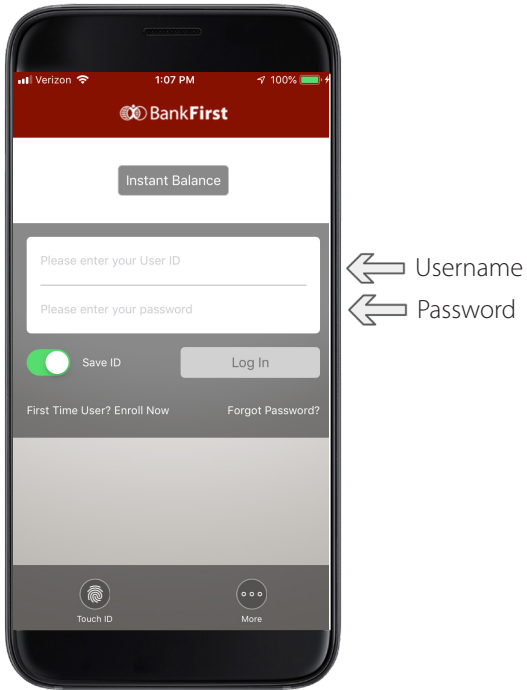 Verizon 1:07 PM 100%
BankFirst
Instant Balance
Please enter your User ID
Username
Please enter your password
Password
Save ID Log In
First Time User? Enroll Now Forgot Password?
Touch ID More